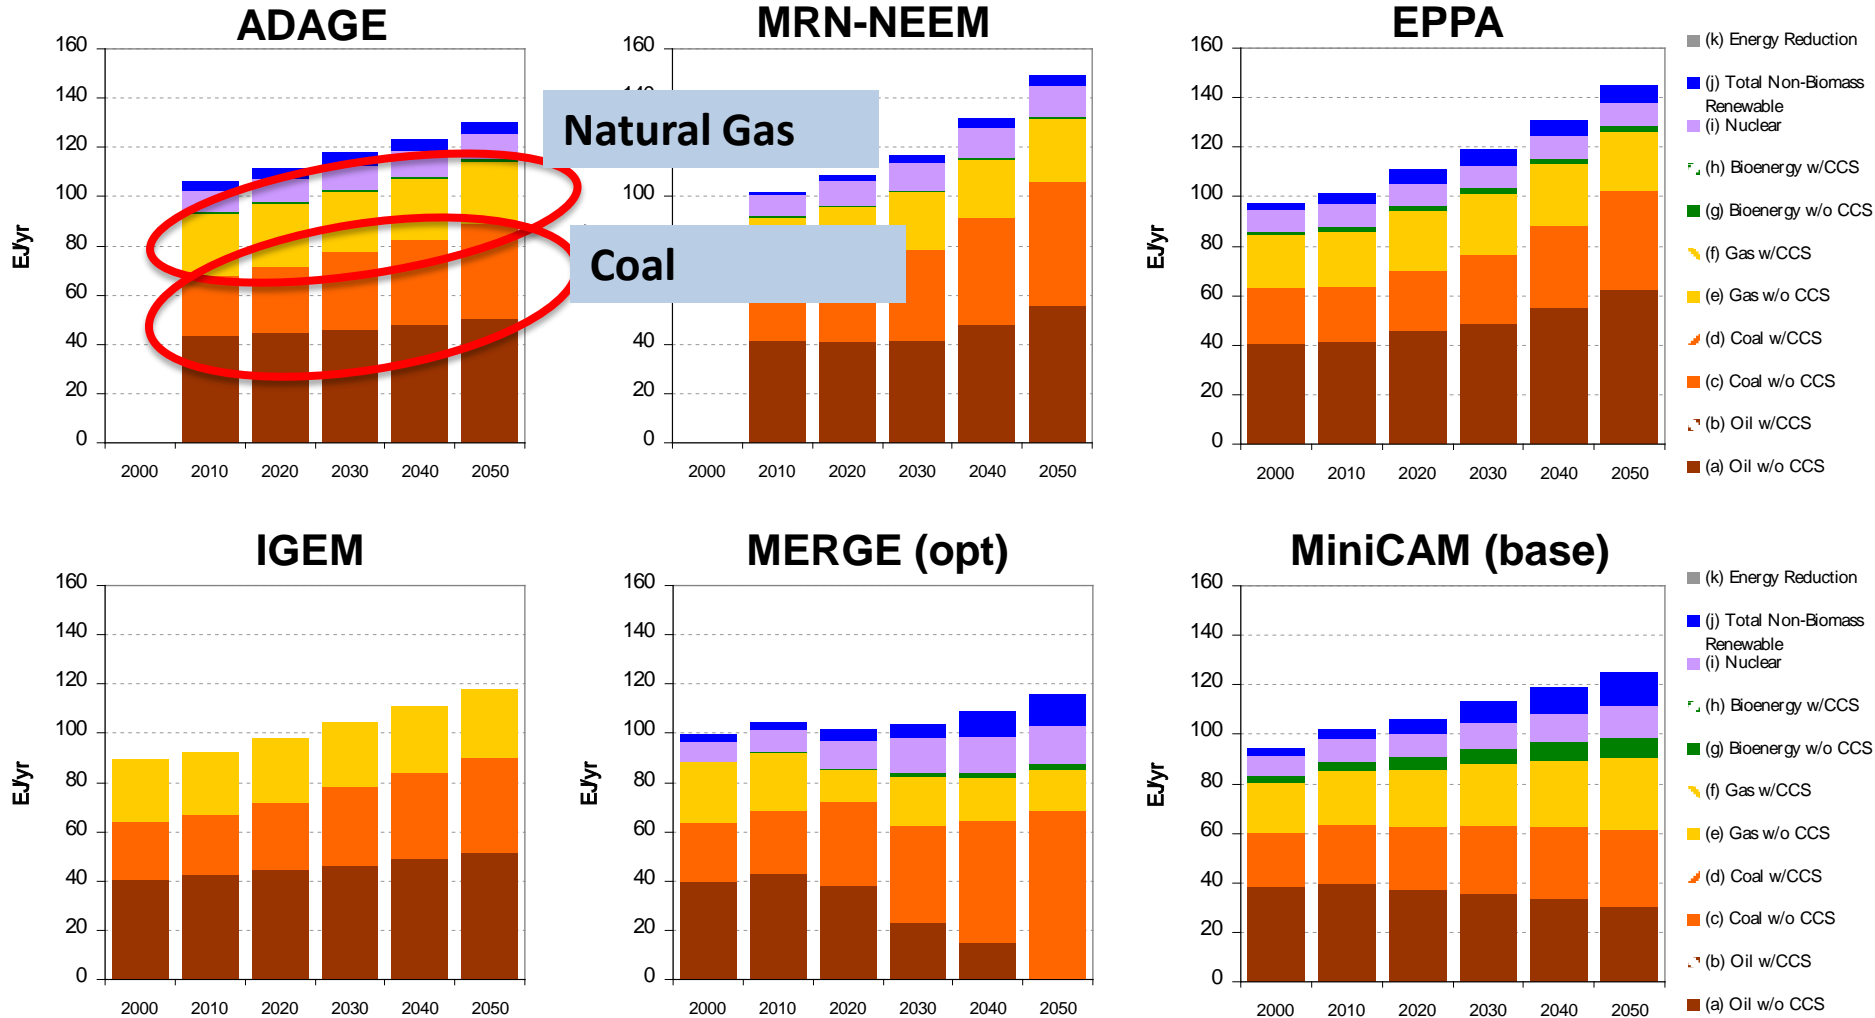 ADAGE
MRN-NEEM
EPPA
Natural Gas
Coal
EJ/yr
160
140
120
100
80
60
40
20
0
2000 2010 2020 2030 2040 2050
160
100
40
20
0
2000 2010 2020 2030 2040 2050
EJ/yr
160
140
120
100
80
60
40
20
0
2000 2010 2020 2030 2040 2050
(k) Energy Reduction
(j) Total Non-Biomass
Renewable
(i) Nuclear
(h) Bioenergy w/CCS
(g) Bioenergy w/o CCS
(f) Gas w/CCS
(e) Gas w/o CCS
(d) Coal w/CCS
(c) Coal w/o CCS
(b) Oil w/CCS
(a) Oil w/o CCS
IGEM
MERGE (opt)
MiniCAM (base)
EJ/yr
160
140
120
100
80
60
40
20
0
2000 2010 2020 2030 2040 2050
EJ/yr
160
140
120
100
80
60
40
20
0
2000 2010 2020 2030 2040 2050
EJ/yr
160
140
120
100
80
60
40
20
0
2000 2010 2020 2030 2040 2050
(k) Energy Reduction
(j) Total Non-Biomass
Renewable
(i) Nuclear
(h) Bioenergy w/CCS
(g) Bioenergy w/o CCS
(f) Gas w/CCS
(e) Gas w/o CCS
(d) Coal w/CCS
(c) Coal w/o CCS
(b) Oil w/CCS
(a) Oil w/o CCS